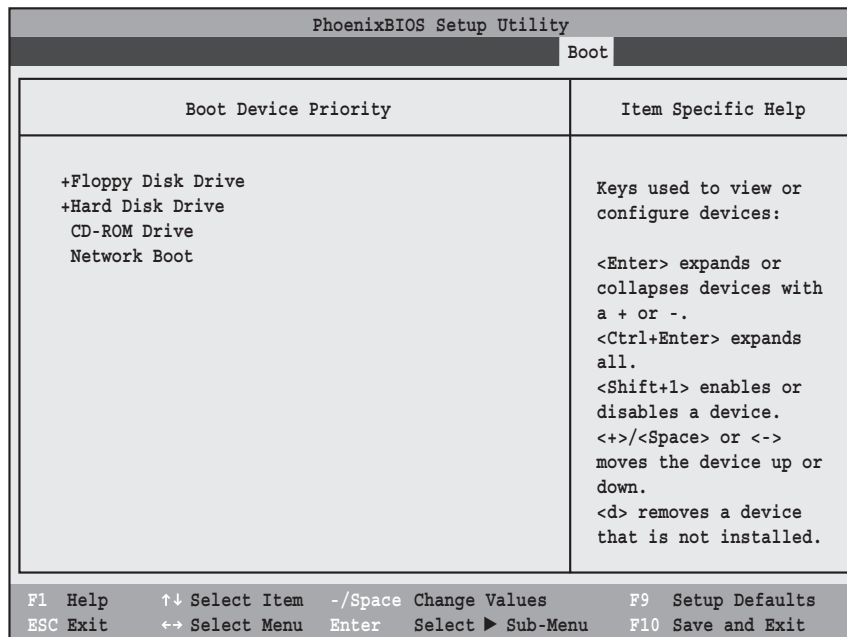 PhoenixBIOS Setup Utility
Boot
Boot Device Priority
Item Specific Help
+Floppy Disk Drive
+Hard Disk Drive
CD-ROM Drive
Network Boot
Keys used to view or
configure devices:
<Enter> expands or
collapses devices with
a + or -.
<Ctrl+Enter> expands
all.
<Shift+1> enables or
disables a device.
<+>/<Space> or <->
moves the device up or
down.
<d> removes a device
that is not installed.
F1 Help ↑↓ Select Item -/Space Change Values F9 Setup Defaults
ESC Exit ←→ Select Menu Enter Select ▶ Sub-Menu F10 Save and Exit